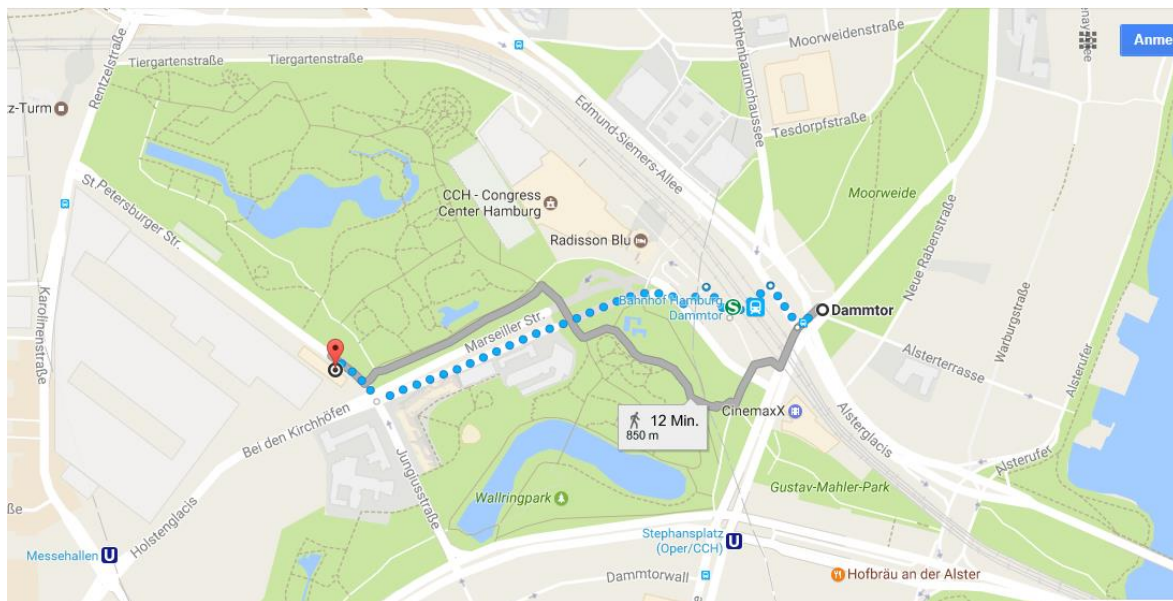 Anme
Moorweidenstraße
Rothenbaumchaussee
Rentzelstraße
Tiergartenstraße
Tiergartenstraße
tz-Turm
Edmund-Siemers-Allee
Tesdorpfstraße
St. Petersburger Str.
CCH - Congress
Center Hamburg
Moorweide
Radisson Blu
Neue Rabenstraße
Karolinenstraße
Bahnhof Hamburg
Dammtor
S
Dammtor
Marseiller Str.
Warburgstraße
Alsterterrasse
Alsterufer
12 Min.
850 m
CinemaxX
Bei den Kirchhöfen
Alsterglacis
Jungiusstraße
Alsterufer
Wallringpark
Gustav-Mahler-Park
Holstenglacis
Messehallen
U
Stephansplatz
(Oper/CCH)
U
Dammtorwall
Hofbräu an der Alster